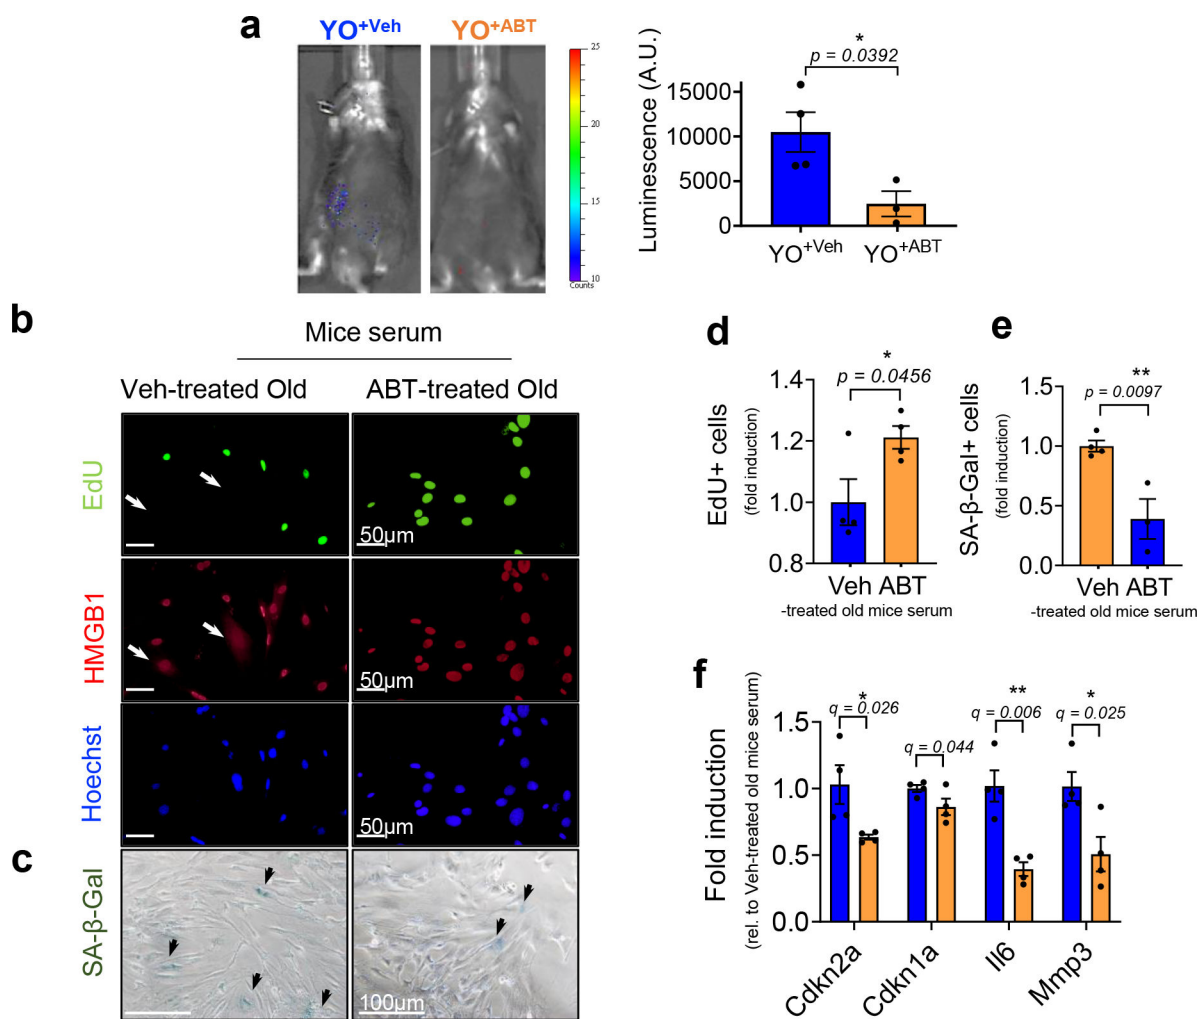 a
YO+Veh
YO+ABT
25
20
15
10
Counts
Luminescence (A.U.)
*
p = 0.0392
15000
10000
5000
0
YO+Veh
YO+ABT
b
Mice serum
Veh-treated Old
ABT-treated Old
EdU
50µm
HMGB1
50µm
Hoechst
50µm
c
SA-β-Gal
100µm
d
EdU+ cells
(fold induction)
*
p = 0.0456
1.4
1.2
1.0
0.8
Veh ABT
-treated old mice serum
e
SA-β-Gal+ cells
(fold induction)
**
p = 0.0097
1.5
1.0
0.5
0.0
Veh ABT
-treated old mice serum
f
Fold induction
(rel. to Veh-treated old mice serum)
1.5
1.0
0.5
0.0
*
q = 0.026
q = 0.044
**
q = 0.006
*
q = 0.025
Cdkn2a
Cdkn1a
Il6
Mmp3